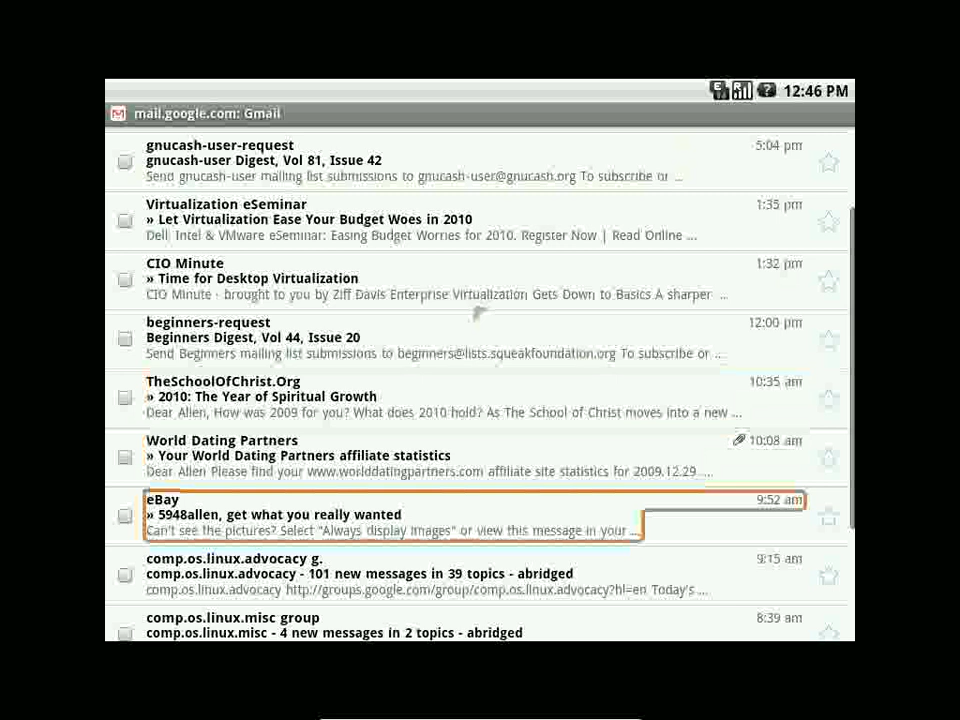 12:46 PM
mail.google.com: Gmail
gnucash-user-request 5:04 pm
gnucash-user Digest, Vol 81, Issue 42
Send gnucash-user mailing list submissions to gnucash-user@gnucash.org To subscribe or ...
Virtualization eSeminar 1:35 pm
» Let Virtualization Ease Your Budget Woes in 2010
Dell, Intel & VMware eSeminar: Easing Budget Worries for 2010. Register Now | Read Online ...
CIO Minute 1:32 pm
» Time for Desktop Virtualization
CIO Minute - brought to you by Ziff Davis Enterprise Virtualization Gets Down to Basics A sharper ...
beginners-request 12:00 pm
Beginners Digest, Vol 44, Issue 20
Send Beginners mailing list submissions to beginners@lists.squeakfoundation.org To subscribe or ...
TheSchoolOfChrist.Org 10:35 am
» 2010: The Year of Spiritual Growth
Dear Allen, How was 2009 for you? What does 2010 hold? As The School of Christ moves into a new ...
World Dating Partners 10:08 am
» Your World Dating Partners affiliate statistics
Dear Allen Please find your www.worlddatingpartners.com affiliate site statistics for 2009.12.29. ...
eBay 9:52 am
» 5948allen, get what you really wanted
Can't see the pictures? Select "Always display images" or view this message in your ...
comp.os.linux.advocacy g. 9:15 am
comp.os.linux.advocacy - 101 new messages in 39 topics - abridged
comp.os.linux.advocacy http://groups.google.com/group/comp.os.linux.advocacy?hl=en Today's ...
comp.os.linux.misc group 8:39 am
comp.os.linux.misc - 4 new messages in 2 topics - abridged